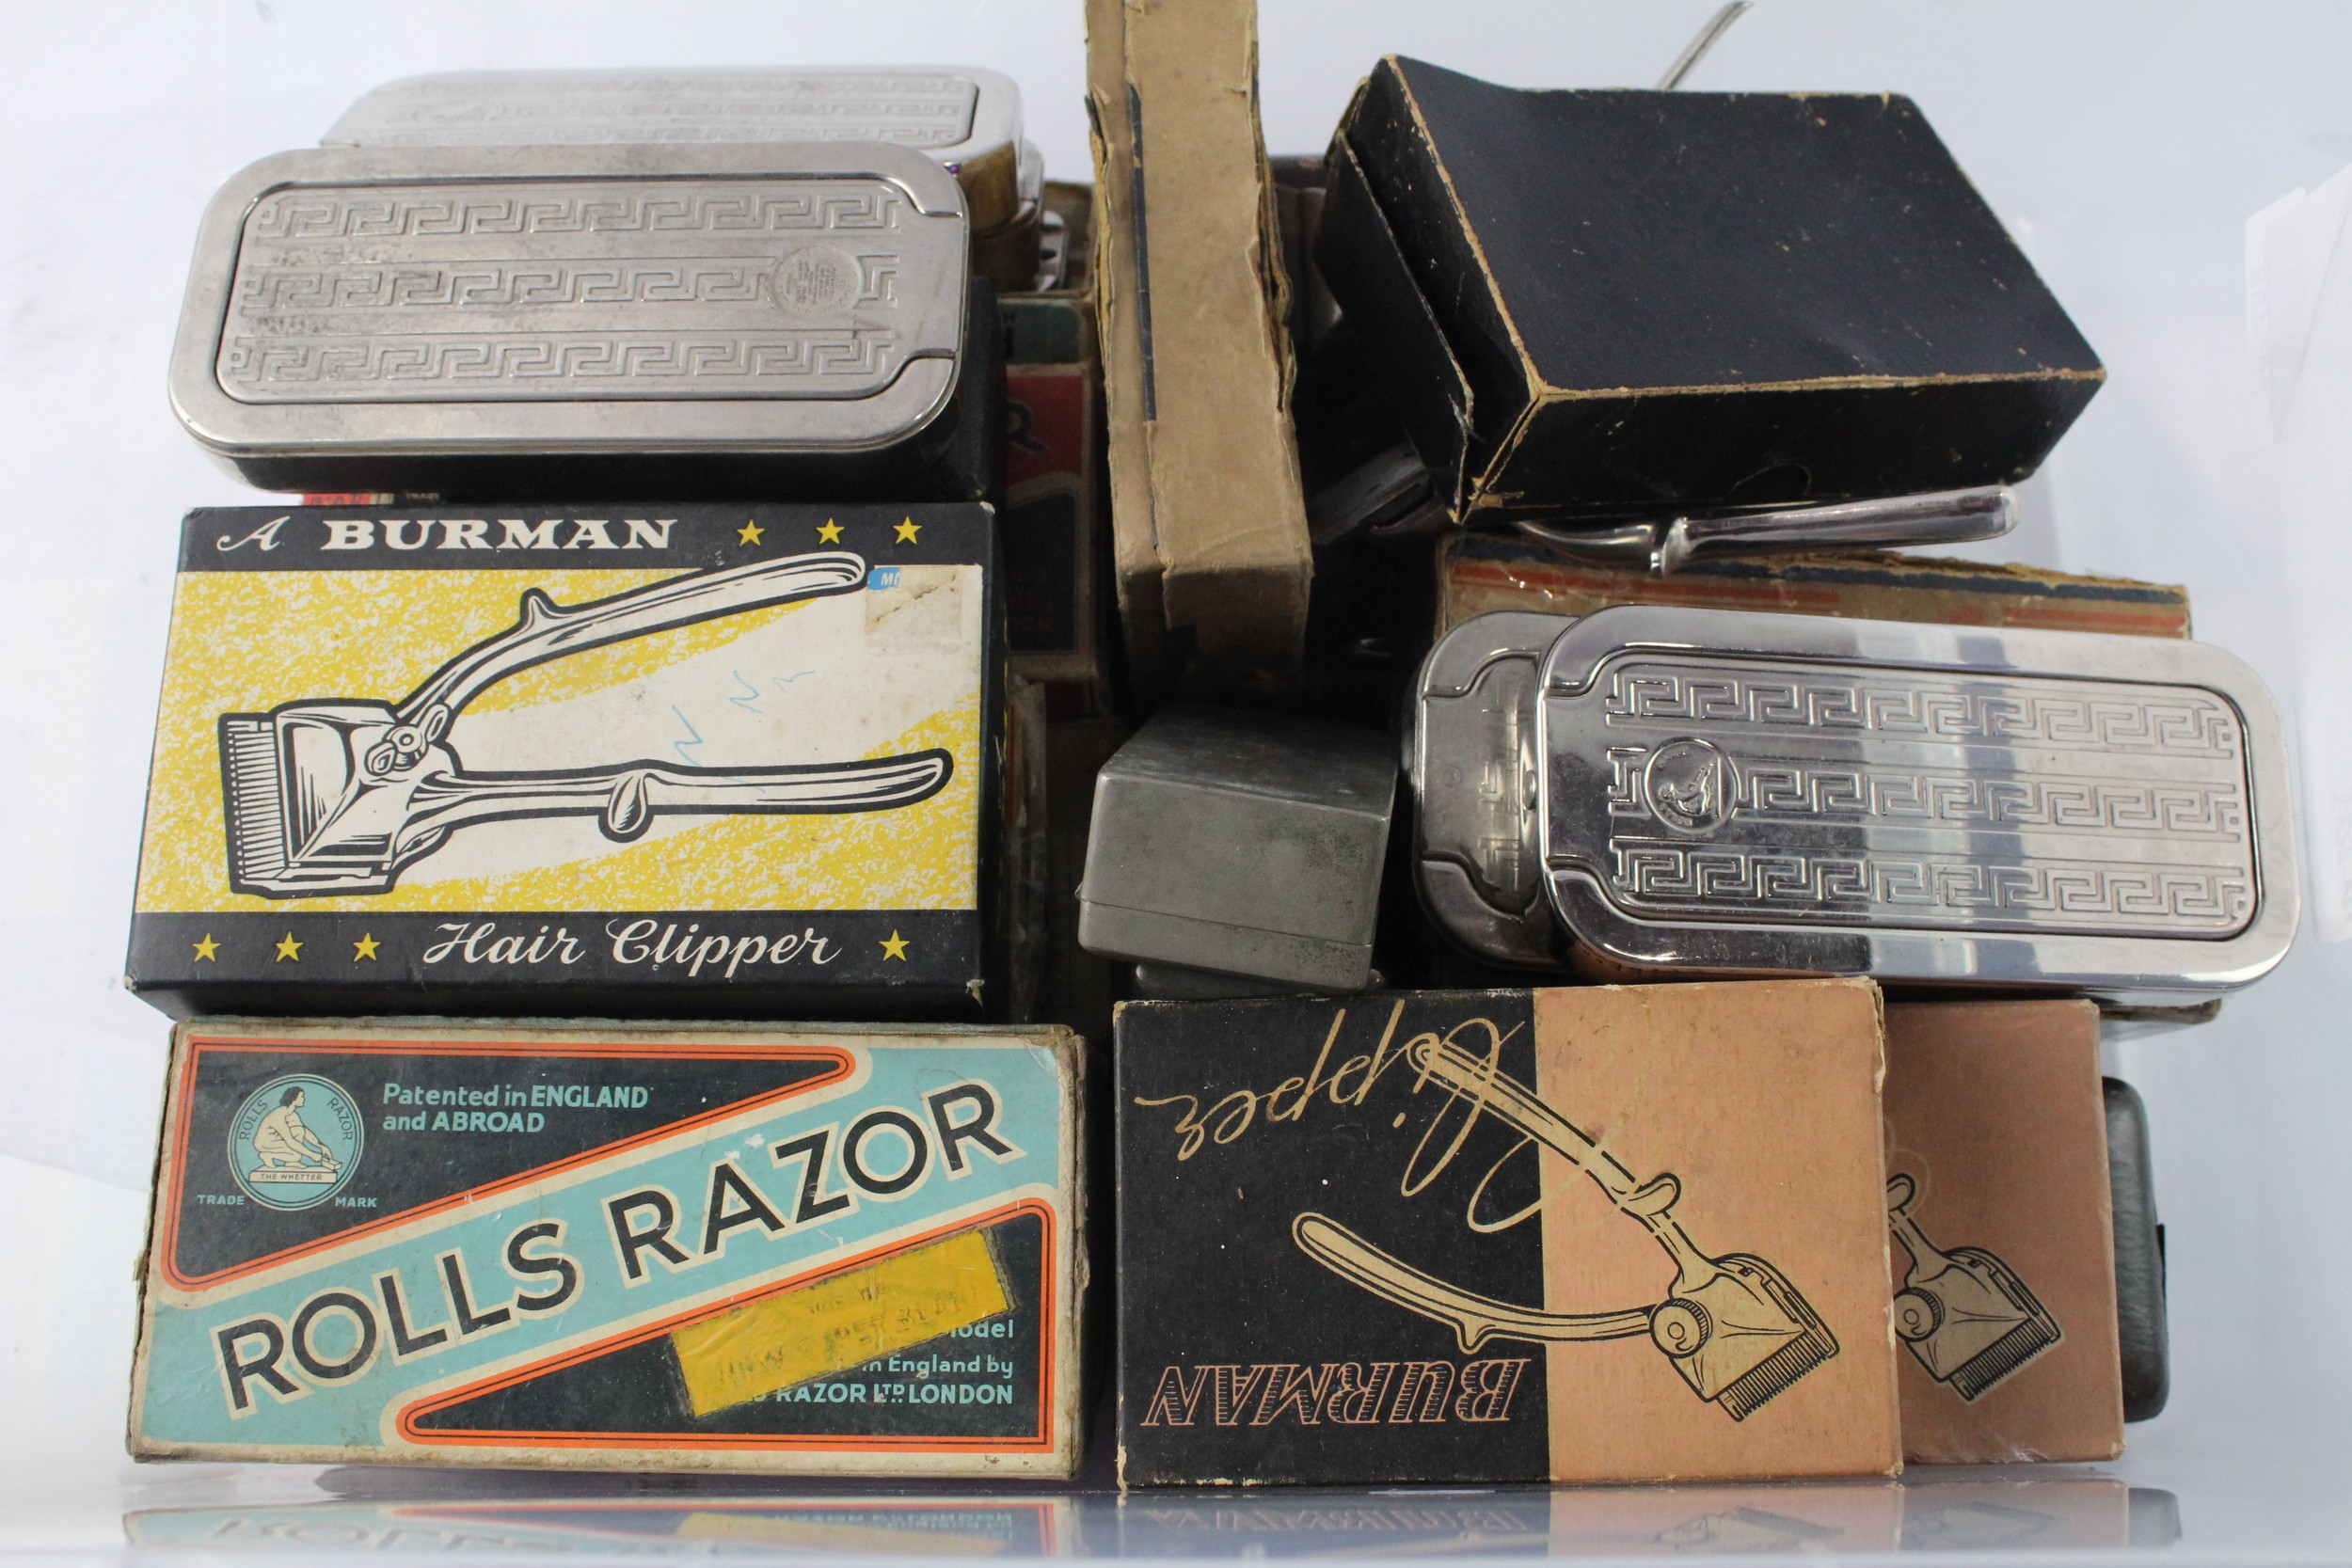 A BURMAN
MI
Hair Clipper
ROLLS RAZOR
THE WHETTER
TRADE MARK
Patented in ENGLAND
and ABROAD
ROLLS RAZOR
in England by
RAZOR LTD LONDON
Clipper
BURMAN